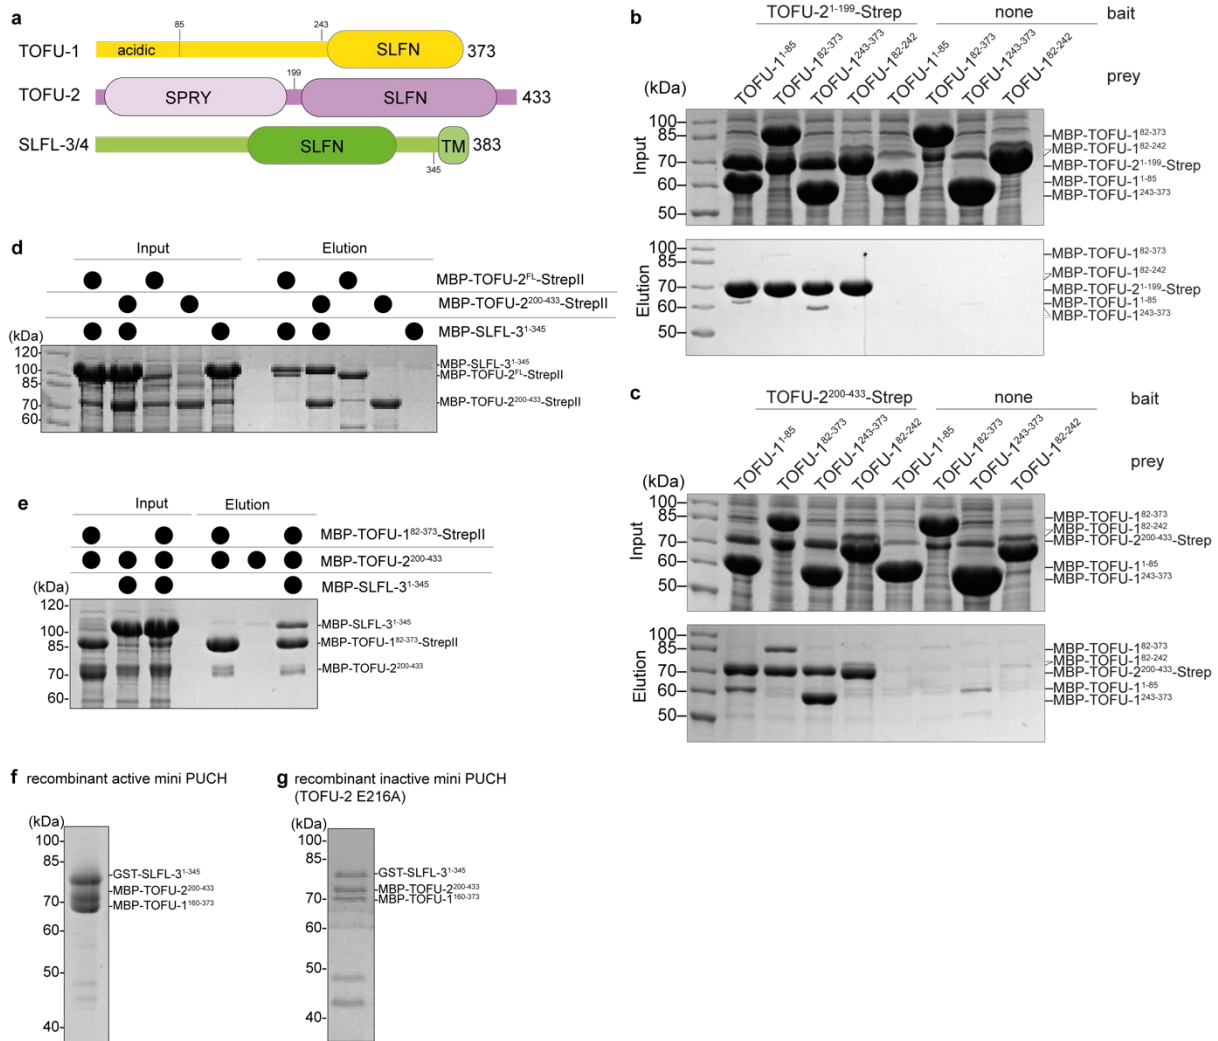 a
85
243
TOFU-1
acidic
SLFN
373
TOFU-2
SPRY
199
SLFN
433
SLFL-3/4
SLFN
345
TM
383
b
TOFU-2¹⁻¹⁹⁹-Strep
none
bait
TOFU-1¹⁻⁸⁵
TOFU-1⁸²⁻³⁷³
TOFU-1²⁴³⁻³⁷³
TOFU-1⁸²⁻²⁴²
TOFU-1¹⁻⁸⁵
TOFU-1⁸²⁻³⁷³
TOFU-1²⁴³⁻³⁷³
TOFU-1⁸²⁻²⁴²
prey
(kDa)
Input
100
85
70
60
50
MBP-TOFU-1⁸²⁻³⁷³
MBP-TOFU-1⁸²⁻²⁴²
MBP-TOFU-2¹⁻¹⁹⁹-Strep
MBP-TOFU-1¹⁻⁸⁵
MBP-TOFU-1²⁴³⁻³⁷³
Elution
100
85
70
60
50
MBP-TOFU-1⁸²⁻³⁷³
MBP-TOFU-1⁸²⁻²⁴²
MBP-TOFU-2¹⁻¹⁹⁹-Strep
MBP-TOFU-1¹⁻⁸⁵
MBP-TOFU-1²⁴³⁻³⁷³
c
TOFU-2²⁰⁰⁻⁴³³-Strep
none
bait
TOFU-1¹⁻⁸⁵
TOFU-1⁸²⁻³⁷³
TOFU-1²⁴³⁻³⁷³
TOFU-1⁸²⁻²⁴²
TOFU-1¹⁻⁸⁵
TOFU-1⁸²⁻³⁷³
TOFU-1²⁴³⁻³⁷³
TOFU-1⁸²⁻²⁴²
prey
(kDa)
Input
100
85
70
60
50
MBP-TOFU-1⁸²⁻³⁷³
MBP-TOFU-1⁸²⁻²⁴²
MBP-TOFU-2²⁰⁰⁻⁴³³-Strep
MBP-TOFU-1¹⁻⁸⁵
MBP-TOFU-1²⁴³⁻³⁷³
Elution
100
85
70
60
50
MBP-TOFU-1⁸²⁻³⁷³
MBP-TOFU-1⁸²⁻²⁴²
MBP-TOFU-2²⁰⁰⁻⁴³³-Strep
MBP-TOFU-1¹⁻⁸⁵
MBP-TOFU-1²⁴³⁻³⁷³
d
Input
Elution
MBP-TOFU-2ᶠᴸ-StrepII
MBP-TOFU-2²⁰⁰⁻⁴³³-StrepII
MBP-SLFL-3¹⁻³⁴⁵
(kDa)
120
100
85
70
60
MBP-SLFL-3¹⁻³⁴⁵
MBP-TOFU-2ᶠᴸ-StrepII
MBP-TOFU-2²⁰⁰⁻⁴³³-StrepII
e
Input
Elution
MBP-TOFU-1⁸²⁻³⁷³-StrepII
MBP-TOFU-2²⁰⁰⁻⁴³³
MBP-SLFL-3¹⁻³⁴⁵
(kDa)
120
100
85
70
60
MBP-SLFL-3¹⁻³⁴⁵
MBP-TOFU-1⁸²⁻³⁷³-StrepII
MBP-TOFU-2²⁰⁰⁻⁴³³
f recombinant active mini PUCH
(kDa)
100
85
70
60
50
40
GST-SLFL-3¹⁻³⁴⁵
MBP-TOFU-2²⁰⁰⁻⁴³³
MBP-TOFU-1¹⁶⁰⁻³⁷³
g recombinant inactive mini PUCH
(TOFU-2 E216A)
(kDa)
100
85
70
60
50
40
GST-SLFL-3¹⁻³⁴⁵
MBP-TOFU-2²⁰⁰⁻⁴³³
MBP-TOFU-1¹⁶⁰⁻³⁷³